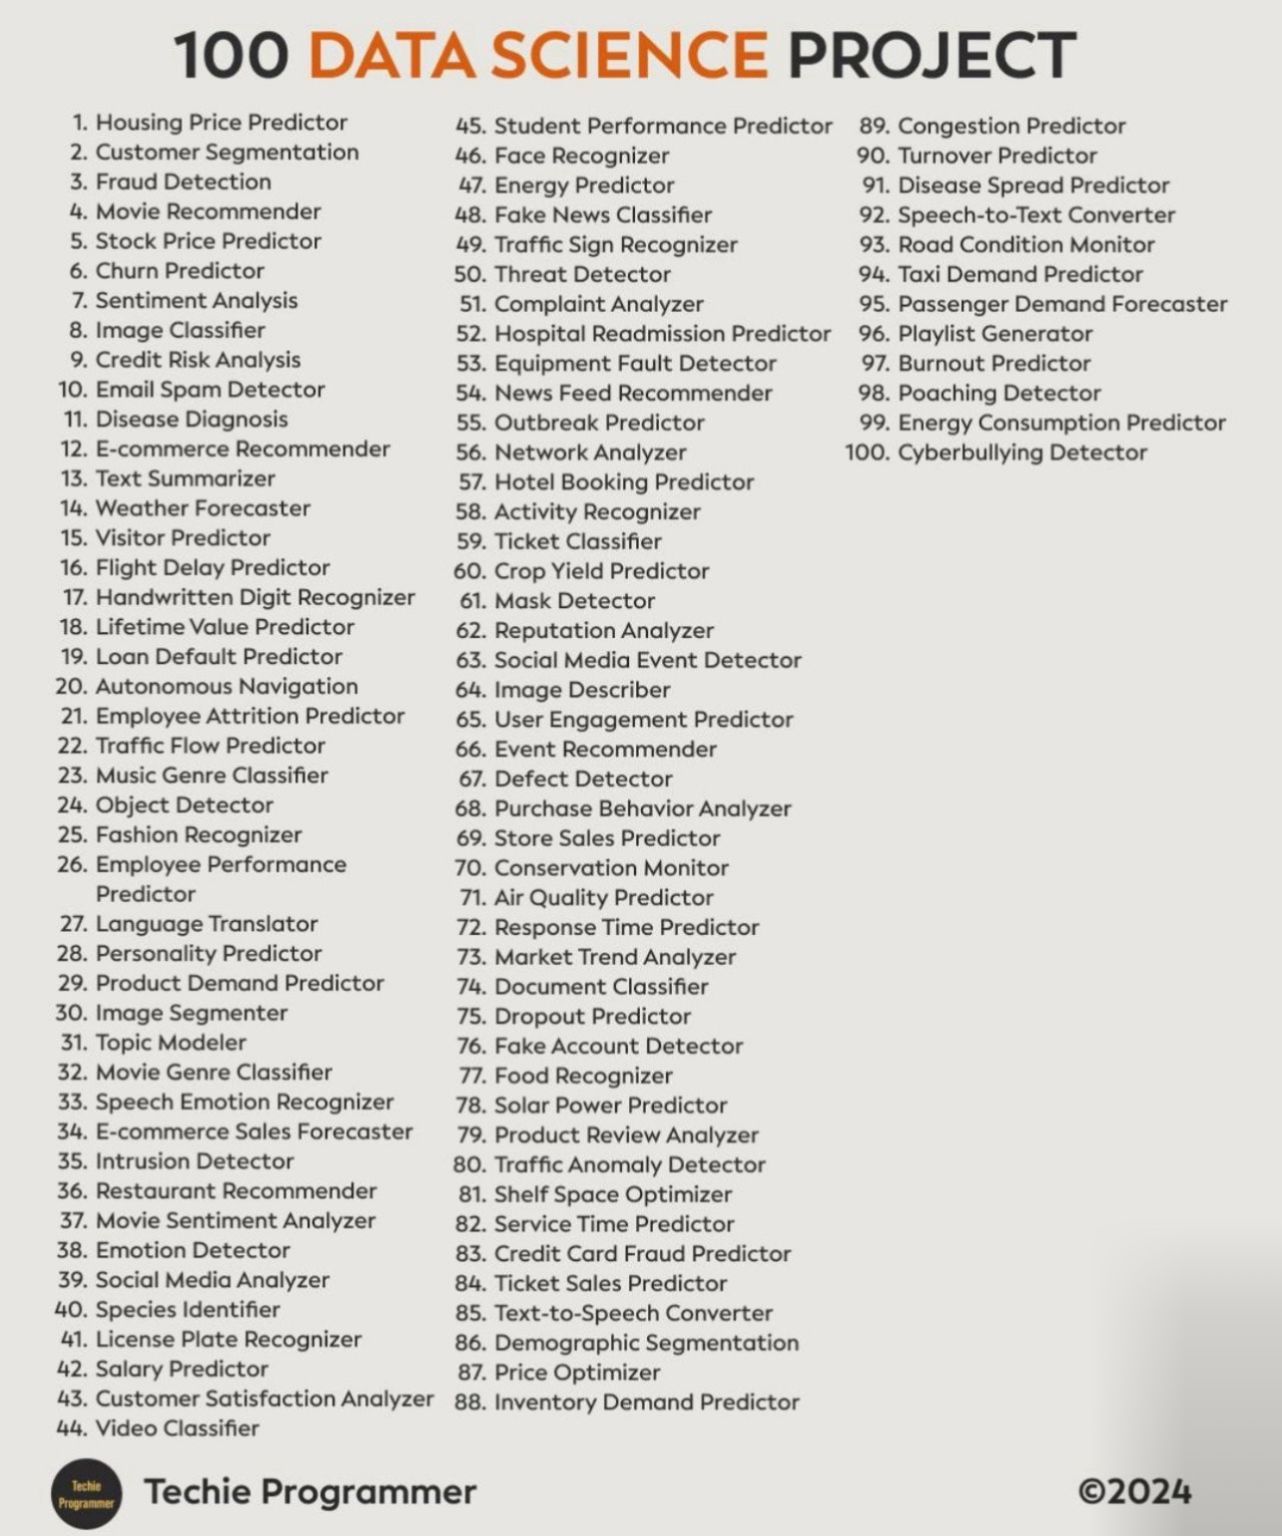 100 DATA SCIENCE PROJECT
1. Housing Price Predictor
2. Customer Segmentation
3. Fraud Detection
4. Movie Recommender
5. Stock Price Predictor
6. Churn Predictor
7. Sentiment Analysis
8. Image Classifier
9. Credit Risk Analysis
10. Email Spam Detector
11. Disease Diagnosis
12. E-commerce Recommender
13. Text Summarizer
14. Weather Forecaster
15. Visitor Predictor
16. Flight Delay Predictor
17. Handwritten Digit Recognizer
18. Lifetime Value Predictor
19. Loan Default Predictor
20. Autonomous Navigation
21. Employee Attrition Predictor
22. Traffic Flow Predictor
23. Music Genre Classifier
24. Object Detector
25. Fashion Recognizer
26. Employee Performance
Predictor
27. Language Translator
28. Personality Predictor
29. Product Demand Predictor
30. Image Segmenter
31. Topic Modeler
32. Movie Genre Classifier
33. Speech Emotion Recognizer
34. E-commerce Sales Forecaster
35. Intrusion Detector
36. Restaurant Recommender
37. Movie Sentiment Analyzer
38. Emotion Detector
39. Social Media Analyzer
40. Species Identifier
41. License Plate Recognizer
42. Salary Predictor
43. Customer Satisfaction Analyzer
44. Video Classifier
45. Student Performance Predictor
46. Face Recognizer
47. Energy Predictor
48. Fake News Classifier
49. Traffic Sign Recognizer
50. Threat Detector
51. Complaint Analyzer
52. Hospital Readmission Predictor
53. Equipment Fault Detector
54. News Feed Recommender
55. Outbreak Predictor
56. Network Analyzer
57. Hotel Booking Predictor
58. Activity Recognizer
59. Ticket Classifier
60. Crop Yield Predictor
61. Mask Detector
62. Reputation Analyzer
63. Social Media Event Detector
64. Image Describer
65. User Engagement Predictor
66. Event Recommender
67. Defect Detector
68. Purchase Behavior Analyzer
69. Store Sales Predictor
70. Conservation Monitor
71. Air Quality Predictor
72. Response Time Predictor
73. Market Trend Analyzer
74. Document Classifier
75. Dropout Predictor
76. Fake Account Detector
77. Food Recognizer
78. Solar Power Predictor
79. Product Review Analyzer
80. Traffic Anomaly Detector
81. Shelf Space Optimizer
82. Service Time Predictor
83. Credit Card Fraud Predictor
84. Ticket Sales Predictor
85. Text-to-Speech Converter
86. Demographic Segmentation
87. Price Optimizer
88. Inventory Demand Predictor
89. Congestion Predictor
90. Turnover Predictor
91. Disease Spread Predictor
92. Speech-to-Text Converter
93. Road Condition Monitor
94. Taxi Demand Predictor
95. Passenger Demand Forecaster
96. Playlist Generator
97. Burnout Predictor
98. Poaching Detector
99. Energy Consumption Predictor
100. Cyberbullying Detector
Techie
Programmer
Techie Programmer
©2024